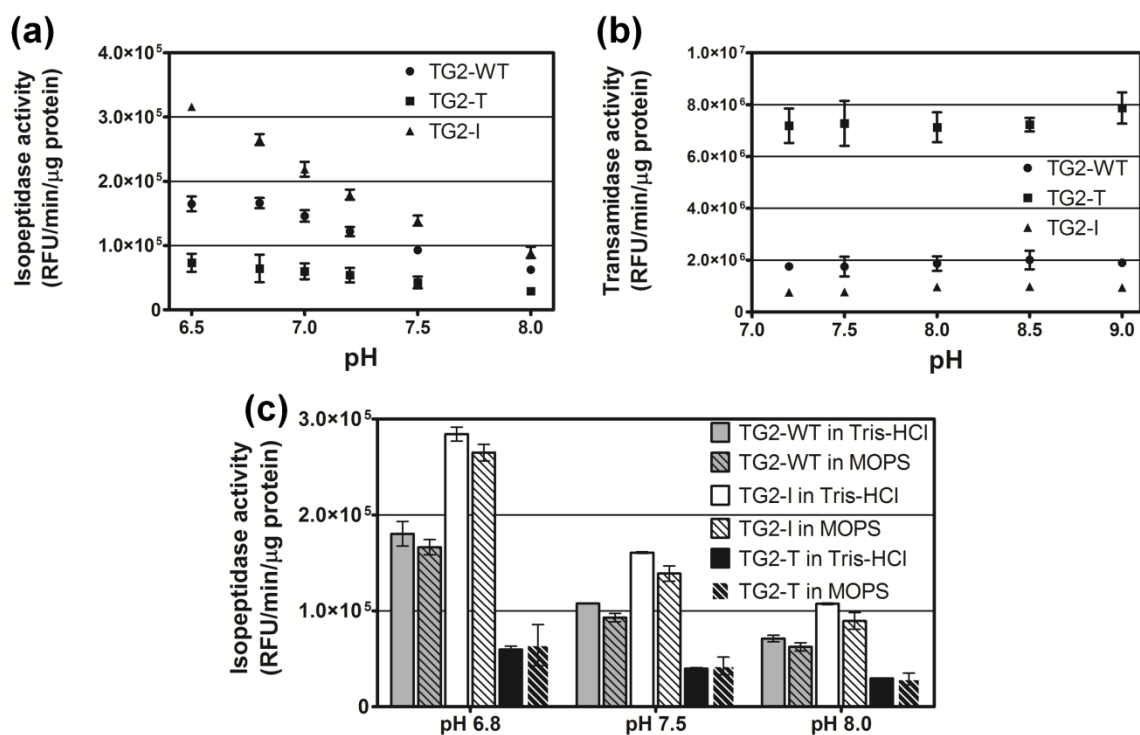 (a)
Isopeptidase activity
(RFU/min/μg protein)
4.0×10⁵
3.0×10⁵
2.0×10⁵
1.0×10⁵
0
TG2-WT
TG2-T
TG2-I
6.5 7.0 7.5 8.0
pH
(b)
Transamidase activity
(RFU/min/μg protein)
1.0×10⁷
8.0×10⁶
6.0×10⁶
4.0×10⁶
2.0×10⁶
0
TG2-WT
TG2-T
TG2-I
7.0 7.5 8.0 8.5 9.0
pH
(c)
Isopeptidase activity
(RFU/min/μg protein)
3.0×10⁵
2.0×10⁵
1.0×10⁵
0
TG2-WT in Tris-HCl
TG2-WT in MOPS
TG2-I in Tris-HCl
TG2-I in MOPS
TG2-T in Tris-HCl
TG2-T in MOPS
pH 6.8 pH 7.5 pH 8.0